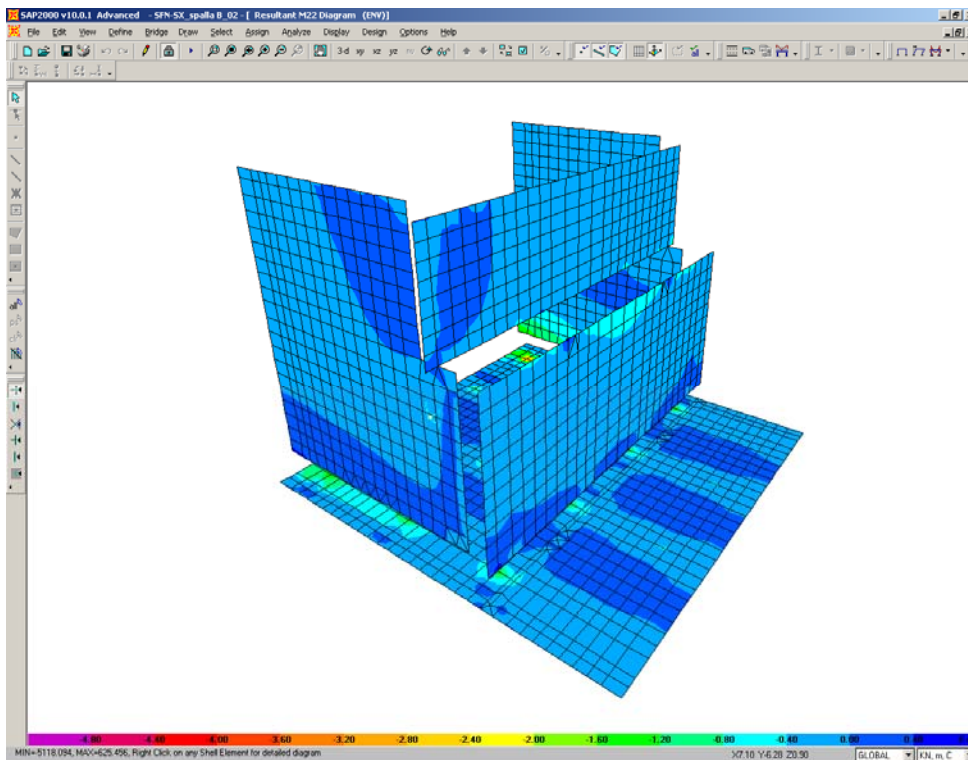 SAP2000 v10.0.1 Advanced - SFN-SX_spalla B_02 - [ Resultant M22 Diagram (ENV)]
File Edit View Define Bridge Draw Select Assign Analyze Display Design Options Help
3-d xy xz yz nv
all
-4.80 -4.40 -4.00 -3.60 -3.20 -2.80 -2.40 -2.00 -1.60 -1.20 -0.80 -0.40 0.00
MIN=-5118.094, MAX=625.456, Right Click on any Shell Element for detailed diagram
X7.10 Y-6.28 Z0.90
GLOBAL
KN, m, C